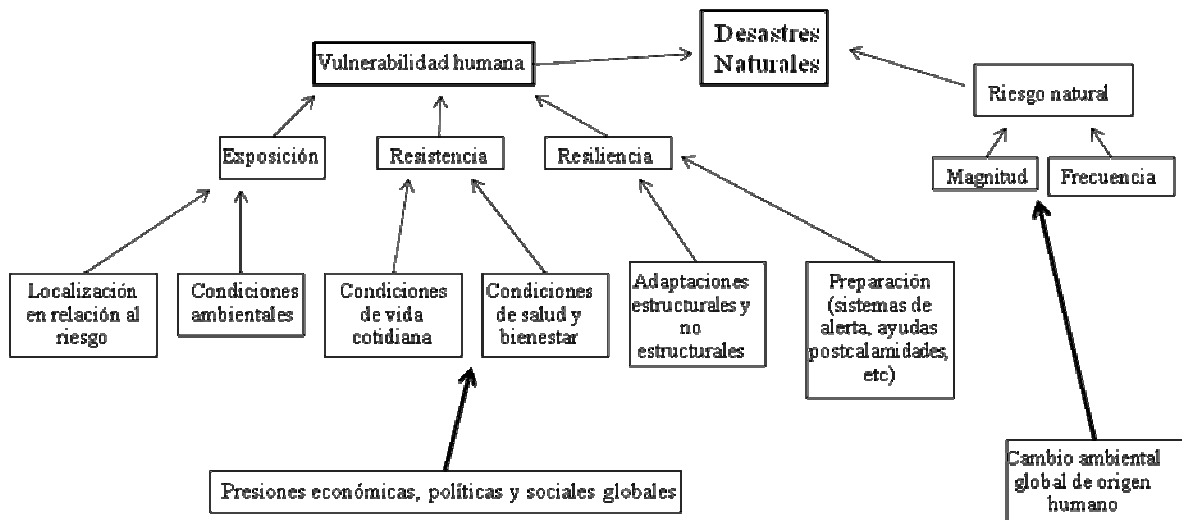 Desastres
Naturales
Vulnerabilidad humana
Riesgo natural
Exposición
Resistencia
Resiliencia
Magnitud
Frecuencia
Localización
en relación al
riesgo
Condiciones
ambientales
Condiciones
de vida
cotidiana
Condiciones
de salud y
bienestar
Adaptaciones
estructurales y
no
estructurales
Preparación
(sistemas de
alerta, ayudas
postcalamidades,
etc)
Presiones económicas, políticas y sociales globales
Cambio ambiental
global de origen
humano